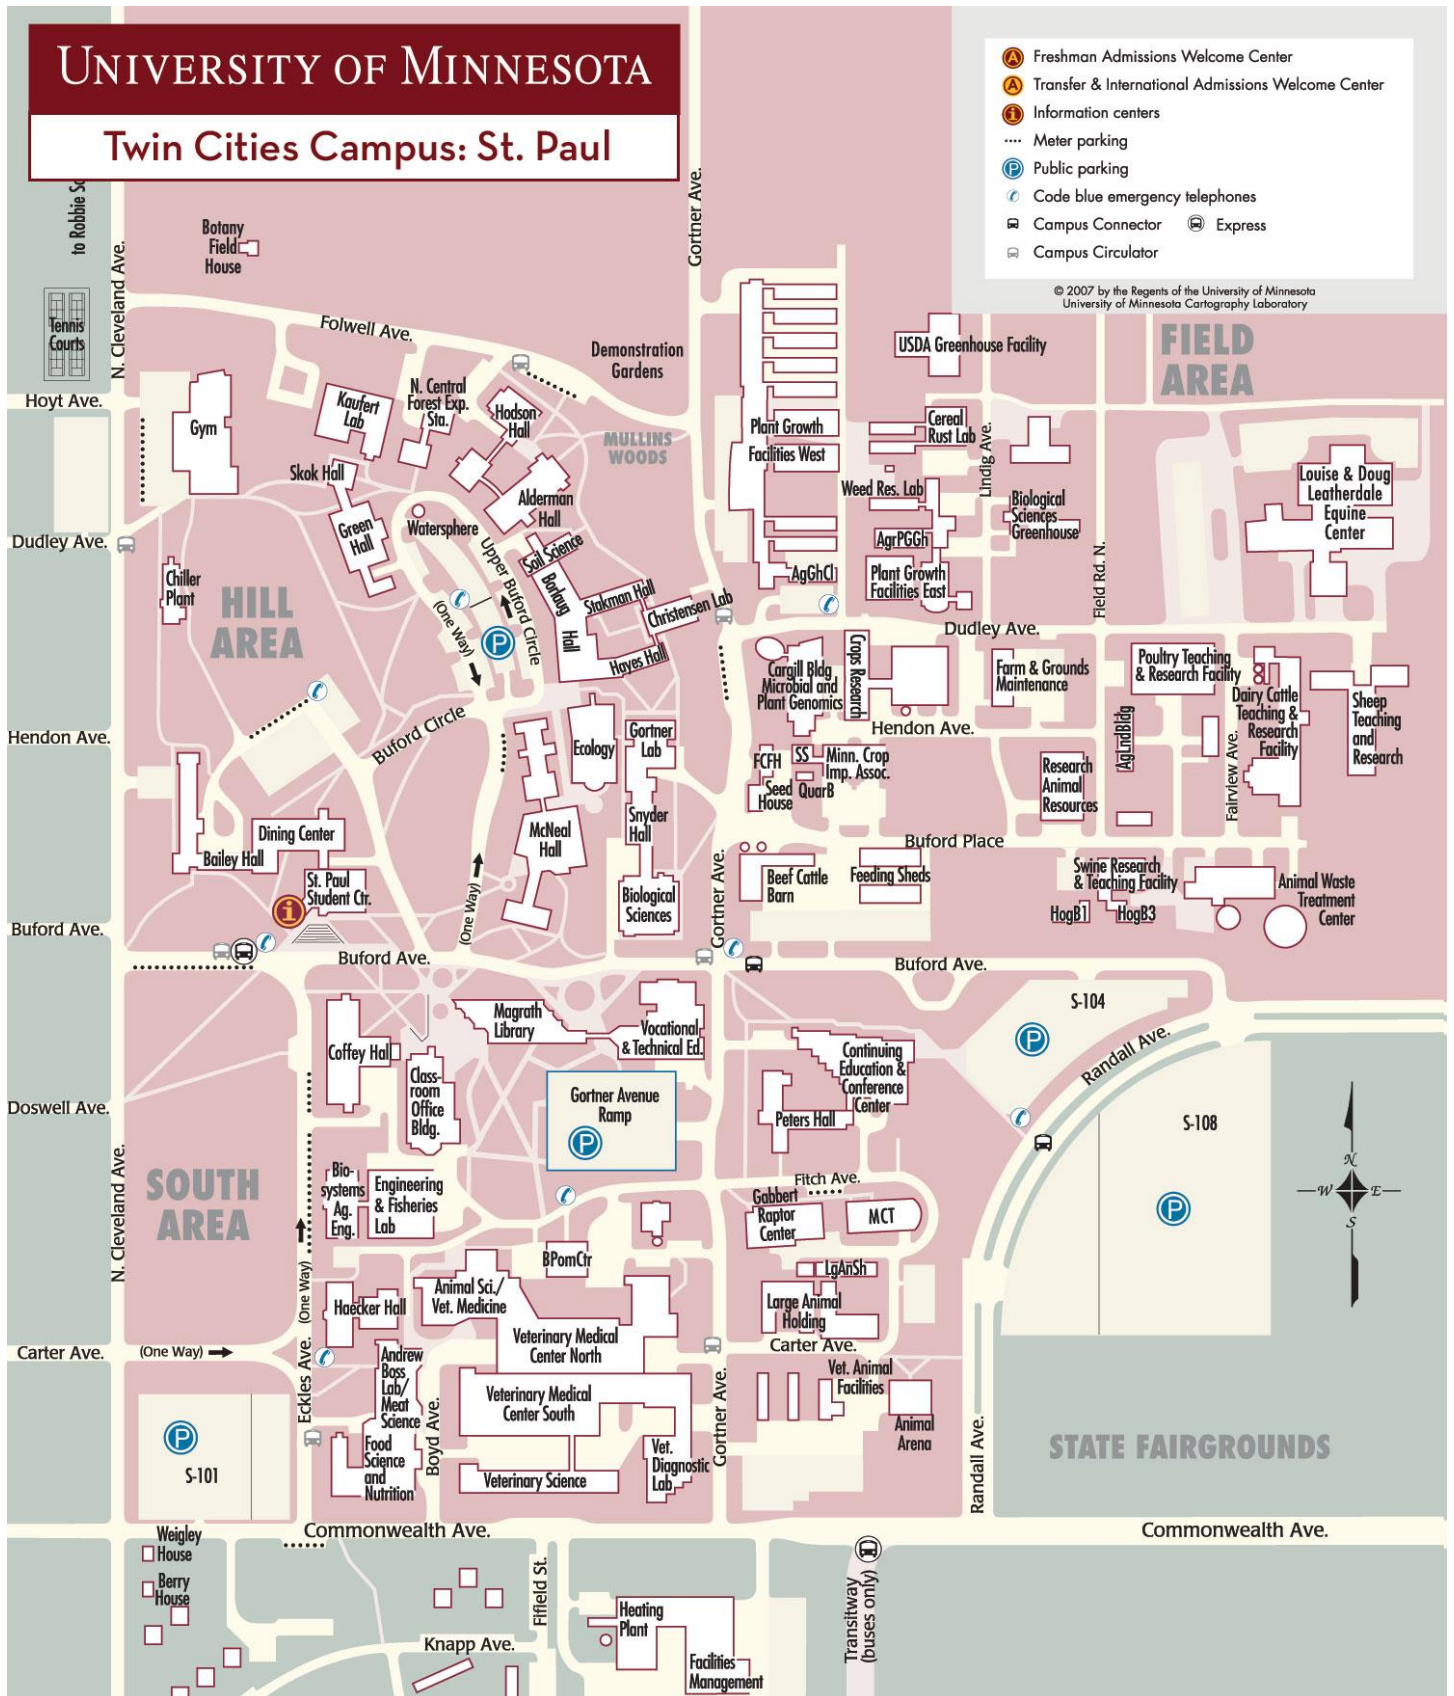 UNIVERSITY OF MINNESOTA
Twin Cities Campus: St. Paul
A Freshman Admissions Welcome Center
A Transfer & International Admissions Welcome Center
i Information centers
Meter parking
P Public parking
Code blue emergency telephones
Campus Connector
Express
Campus Circulator
© 2007 by the Regents of the University of Minnesota
University of Minnesota Cartography Laboratory
N. Cleveland Ave.
Gortner Ave.
Botany
Field
House
Tennis
Courts
Folwell Ave.
Demonstration
Gardens
USDA Greenhouse Facility
FIELD
AREA
Hoyt Ave.
Gym
Kaufert
Lab
N. Central
Forest Exp.
Sta.
Hodson
Hall
MULLINS
WOODS
Plant Growth
Facilities West
Cereal
Rust Lab
Lindig Ave.
Louise & Doug
Leatherdale
Equine
Center
Skok Hall
Green
Hall
Watersphere
Alderman
Hall
Weed Res. Lab
Biological
Sciences
Greenhouse
AgrPGGh
Dudley Ave.
Soil Science
Upper Buford Circle
Borlaug
Hall
Stakman Hall
Christensen Lab
Hayes Hall
AgGhCl
Plant Growth
Facilities East
Field Rd. N.
Chiller
Plant
HILL
AREA
(One Way)
P
Dudley Ave.
Cargill Bldg
Microbial and
Plant Genomics
Crops Research
Farm & Grounds
Maintenance
Poultry Teaching
& Research Facility
Dairy Cattle
Teaching &
Research
Facility
Sheep
Teaching
and
Research
Hendon Ave.
Buford Circle
Ecology
Gortner
Lab
Hendon Ave.
FCFH
SS
Minn. Crop
Imp. Assoc.
Seed
House
QuarB
Research
Animal
Resources
AgLndBldg
Fairview Ave.
Dining Center
Bailey Hall
St. Paul
Student Ctr.
i
McNeal
Hall
Snyder
Hall
Biological
Sciences
(One Way)
Gortner Ave.
Buford Place
Beef Cattle
Barn
Feeding Sheds
Swine Research
& Teaching Facility
HogB1
HogB3
Animal Waste
Treatment
Center
Buford Ave.
Buford Ave.
Buford Ave.
Coffey Hall
Magrath
Library
Vocational
& Technical Ed.
S-104
P
Randall Ave.
Class-
room
Office
Bldg.
Gortner Avenue
Ramp
P
Continuing
Education &
Conference
Center
Peters Hall
S-108
P
Doswell Ave.
N. Cleveland Ave.
SOUTH
AREA
Bio-
systems
Ag.
Eng.
Engineering
& Fisheries
Lab
Fitch Ave.
Gabbert
Raptor
Center
MCT
N
W
E
S
BPomCtr
(One Way)
Haecker Hall
Animal Sci./
Vet. Medicine
LgAnSh
Large Animal
Holding
Veterinary Medical
Center North
Carter Ave.
(One Way)
Carter Ave.
Eckles Ave.
Andrew
Boss
Lab/
Meat
Science
Boyd Ave.
Veterinary Medical
Center South
Gortner Ave.
Vet. Animal
Facilities
Animal
Arena
Randall Ave.
STATE FAIRGROUNDS
P
S-101
Food
Science
and
Nutrition
Veterinary Science
Vet.
Diagnostic
Lab
Commonwealth Ave.
Commonwealth Ave.
Weigley
House
Berry
House
Fifield St.
Transitway
(buses only)
Heating
Plant
Knapp Ave.
Facilities
Management